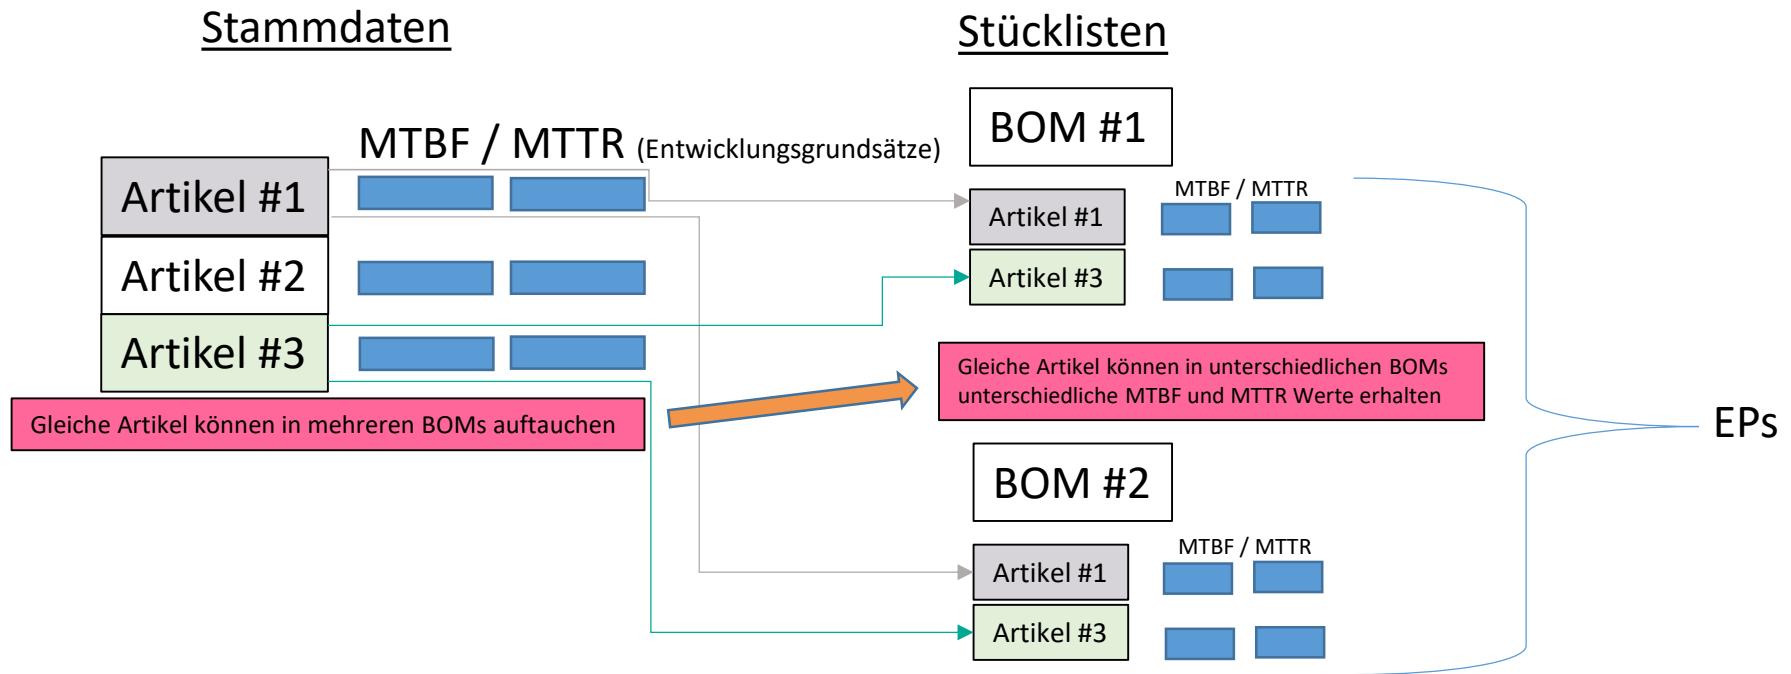 Stammdaten
Stücklisten
MTBF / MTTR (Entwicklungsgrundsätze)
Artikel #1
Artikel #2
Artikel #3
Gleiche Artikel können in mehreren BOMs auftauchen
BOM #1
MTBF / MTTR
Artikel #1
Artikel #3
Gleiche Artikel können in unterschiedlichen BOMs
unterschiedliche MTBF und MTTR Werte erhalten
BOM #2
MTBF / MTTR
Artikel #1
Artikel #3
EPs